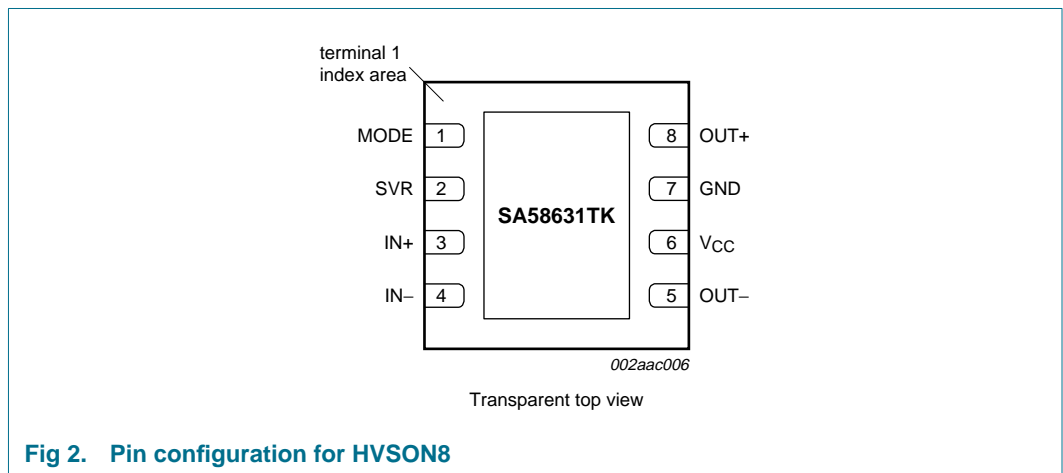 terminal 1
index area
MODE 1
8 OUT+
SVR 2
7 GND
SA58631TK
IN+ 3
6 VCC
IN− 4
5 OUT−
002aac006
Transparent top view
Fig 2. Pin configuration for HVSON8